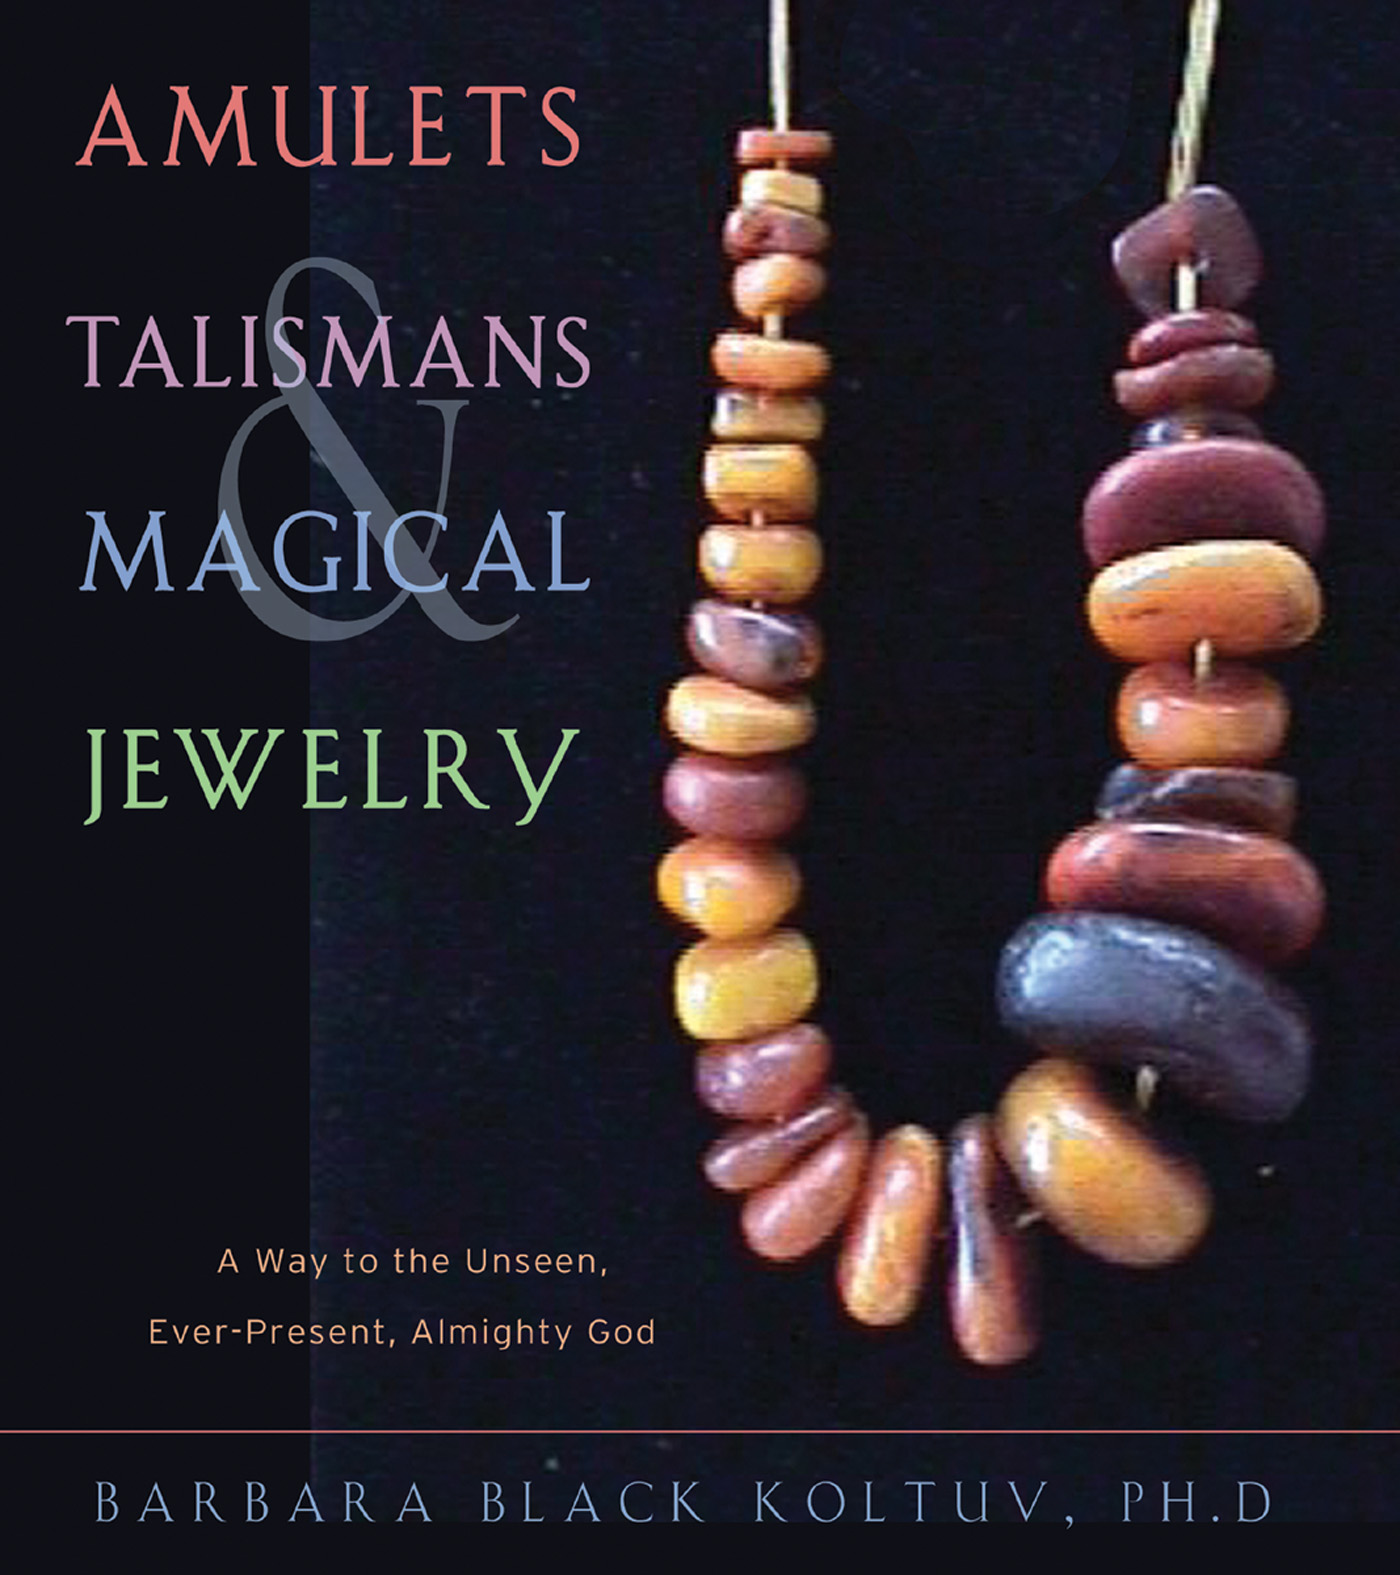 AMULETS
&
TALISMANS
MAGICAL
JEWELRY
A Way to the Unseen,
Ever-Present, Almighty God
BARBARA BLACK KOLTUV, PH.D